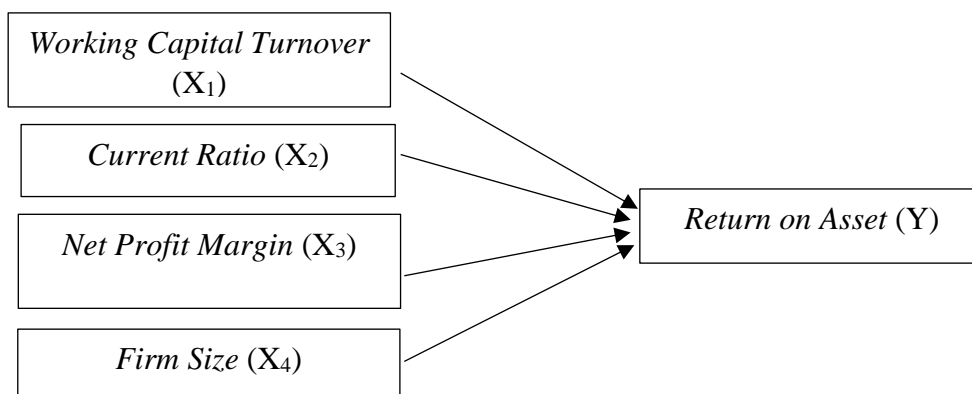 Working Capital Turnover
(X₁)
Current Ratio (X₂)
Net Profit Margin (X₃)
Firm Size (X₄)
Return on Asset (Y)